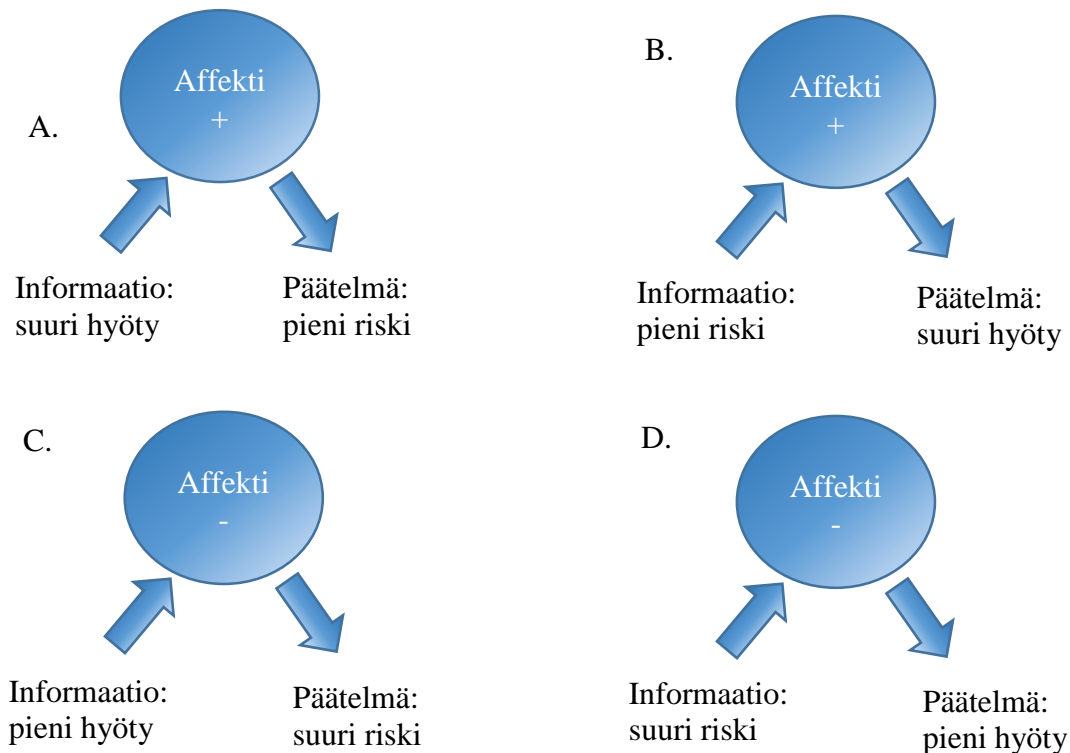 A.
Affekti
+
Informaatio:
suuri hyöty
Päätelmä:
pieni riski
B.
Affekti
+
Informaatio:
pieni riski
Päätelmä:
suuri hyöty
C.
Affekti
-
Informaatio:
pieni hyöty
Päätelmä:
suuri riski
D.
Affekti
-
Informaatio:
suuri riski
Päätelmä:
pieni hyöty